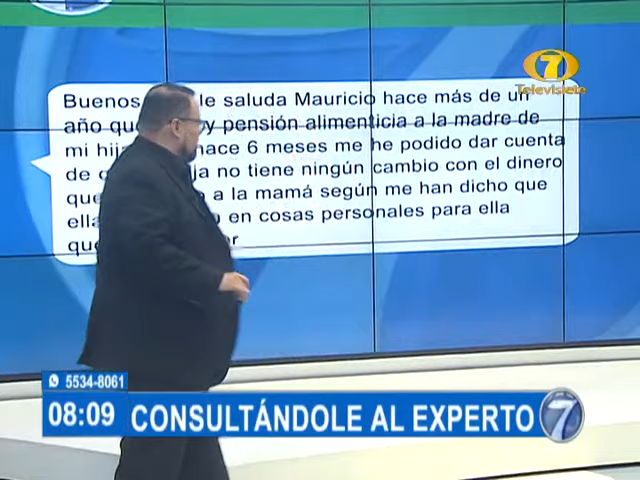 7
Televisiete
Buenos le saluda Mauricio hace más de un
año que y pensión alimenticia a la madre de
mi hij hace 6 meses me he podido dar cuenta
de ja no tiene ningún cambio con el dinero
que a la mamá según me han dicho que
ella en cosas personales para ella
que
5534-8061
08:09 CONSULTÁNDOLE AL EXPERTO 7